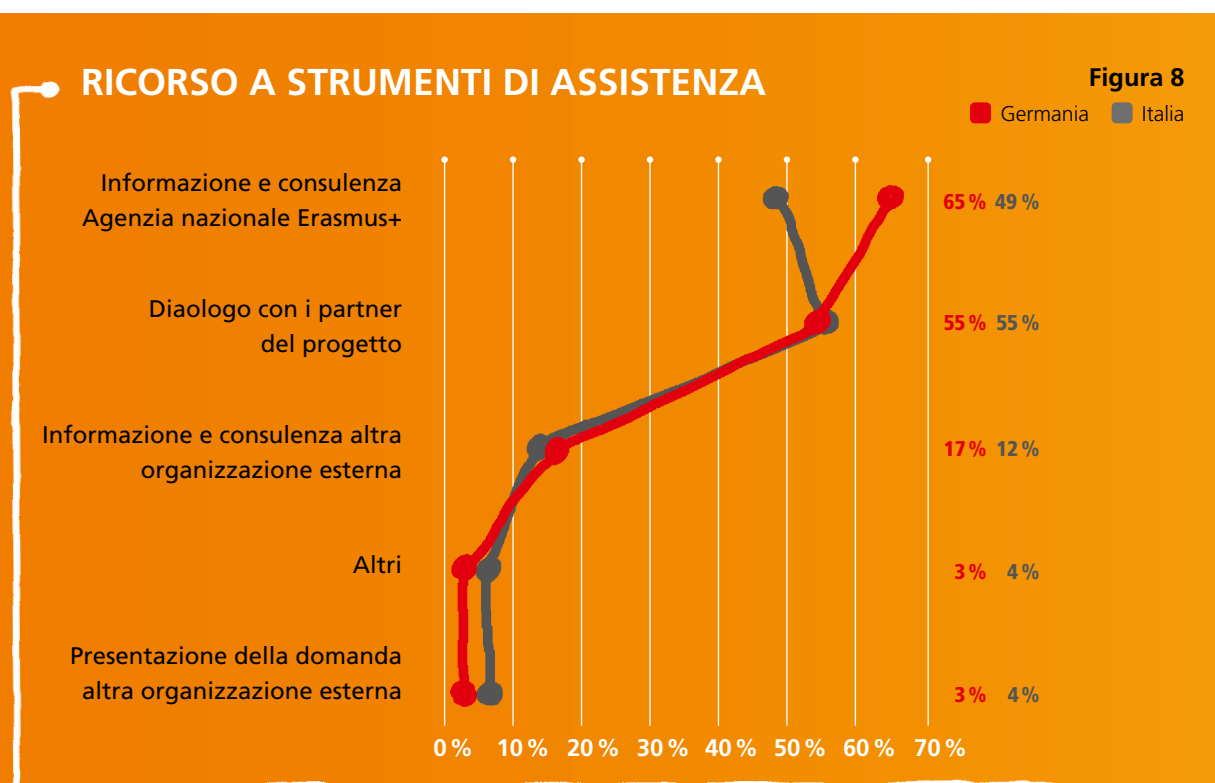 RICORSO A STRUMENTI DI ASSISTENZA
Figura 8
Germania Italia
Informazione e consulenza
Agenzia nazionale Erasmus+
65 % 49 %
Diaologo con i partner
del progetto
55 % 55 %
Informazione e consulenza altra
organizzazione esterna
17 % 12 %
Altri
3 % 4 %
Presentazione della domanda
altra organizzazione esterna
3 % 4 %
0 % 10 % 20 % 30 % 40 % 50 % 60 % 70 %